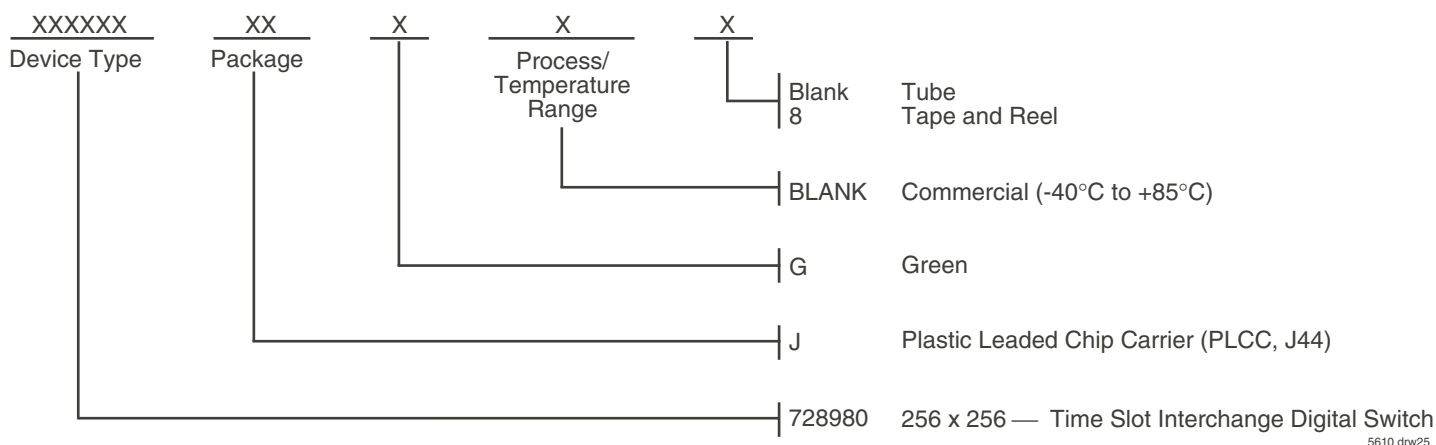 XXXXXX XX X X X
Device Type Package Process/
Temperature
Range
Blank Tube
8 Tape and Reel
BLANK Commercial (-40°C to +85°C)
G Green
J Plastic Leaded Chip Carrier (PLCC, J44)
728980 256 x 256 — Time Slot Interchange Digital Switch
5610 drw25